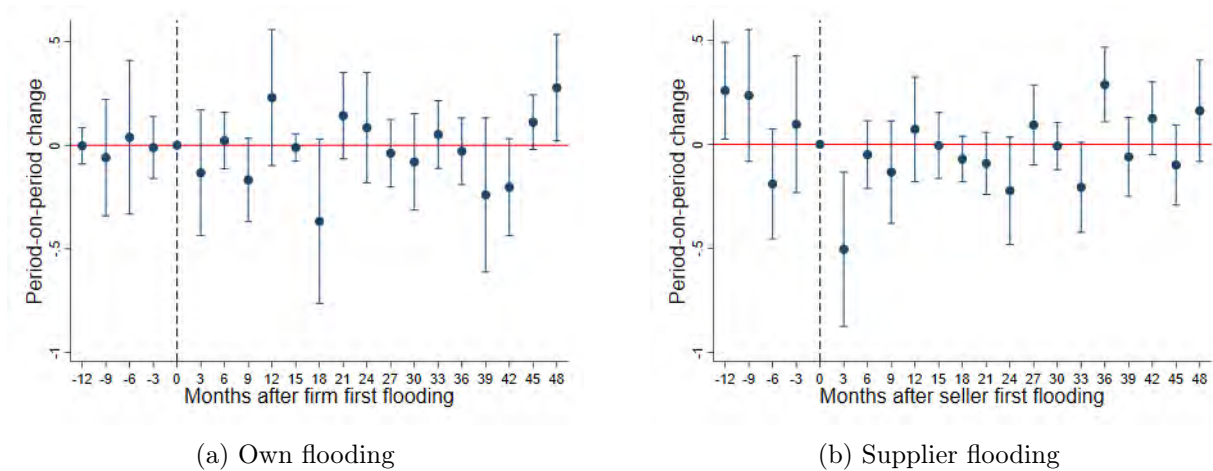 Period-on-period change
.5
0
-.5
-1
-12 -9 -6 -3 0 3 6 9 12 15 18 21 24 27 30 33 36 39 42 45 48
Months after firm first flooding
(a) Own flooding
Period-on-period change
.5
0
-.5
-1
-12 -9 -6 -3 0 3 6 9 12 15 18 21 24 27 30 33 36 39 42 45 48
Months after seller first flooding
(b) Supplier flooding